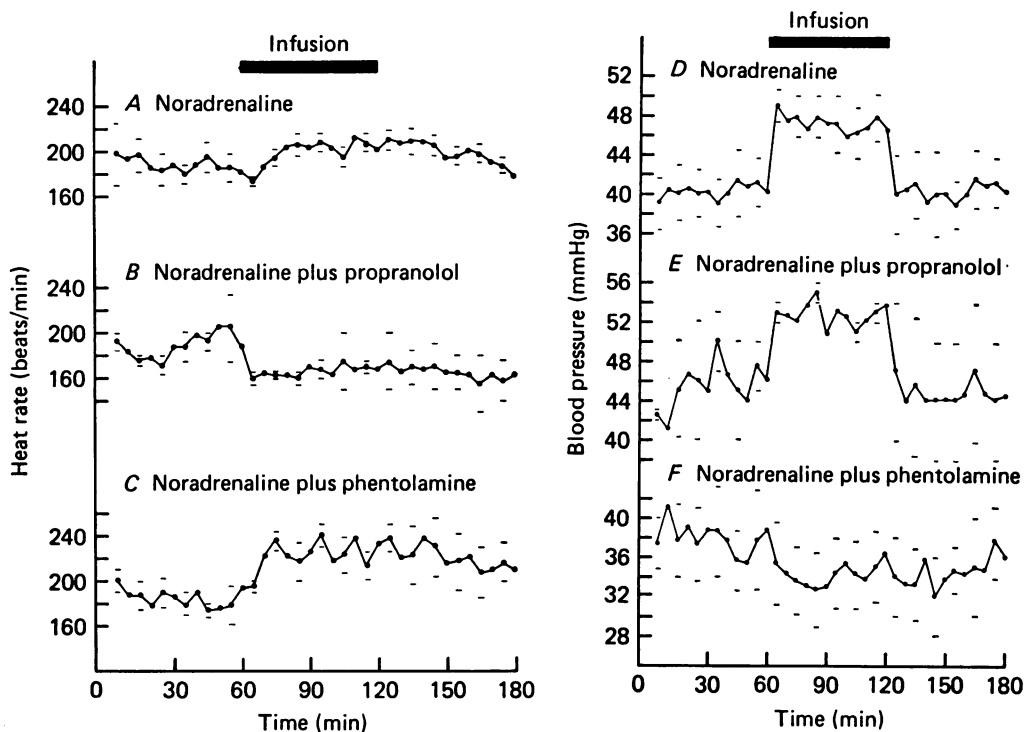 Infusion
A Noradrenaline
240
200
160
B Noradrenaline plus propranolol
240
200
160
C Noradrenaline plus phentolamine
240
200
160
Heat rate (beats/min)
0 30 60 90 120 150 180
Time (min)
Infusion
D Noradrenaline
52
48
44
40
36
E Noradrenaline plus propranolol
56
52
48
44
40
F Noradrenaline plus phentolamine
40
36
32
28
Blood pressure (mmHg)
0 30 60 90 120 150 180
Time (min)